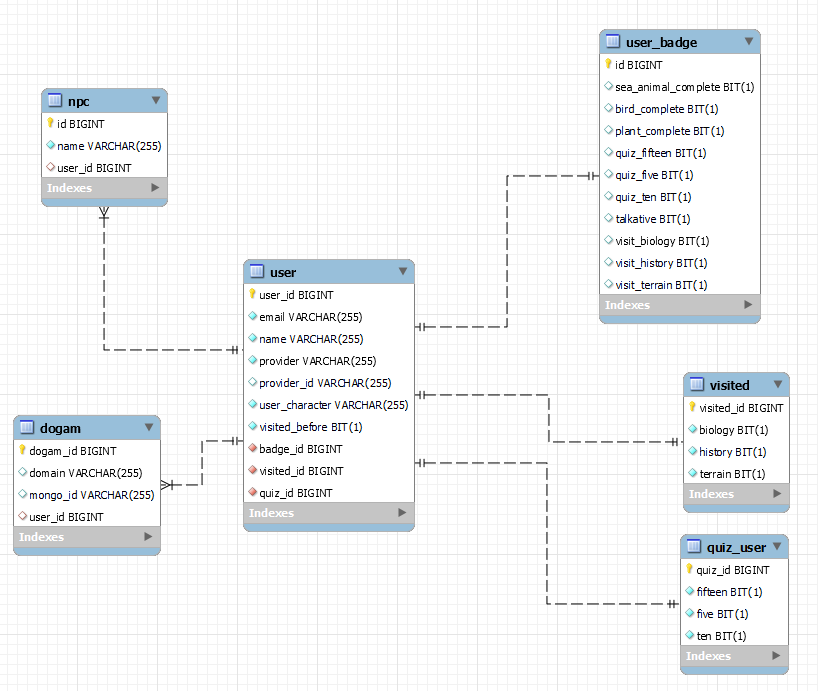 npc
id BIGINT
name VARCHAR(255)
user_id BIGINT
Indexes
dogam
dogam_id BIGINT
domain VARCHAR(255)
mongo_id VARCHAR(255)
user_id BIGINT
Indexes
user
user_id BIGINT
email VARCHAR(255)
name VARCHAR(255)
provider VARCHAR(255)
provider_id VARCHAR(255)
user_character VARCHAR(255)
visited_before BIT(1)
badge_id BIGINT
visited_id BIGINT
quiz_id BIGINT
Indexes
user_badge
id BIGINT
sea_animal_complete BIT(1)
bird_complete BIT(1)
plant_complete BIT(1)
quiz_fifteen BIT(1)
quiz_five BIT(1)
quiz_ten BIT(1)
talkative BIT(1)
visit_biology BIT(1)
visit_history BIT(1)
visit_terrain BIT(1)
Indexes
visited
visited_id BIGINT
biology BIT(1)
history BIT(1)
terrain BIT(1)
Indexes
quiz_user
quiz_id BIGINT
fifteen BIT(1)
five BIT(1)
ten BIT(1)
Indexes